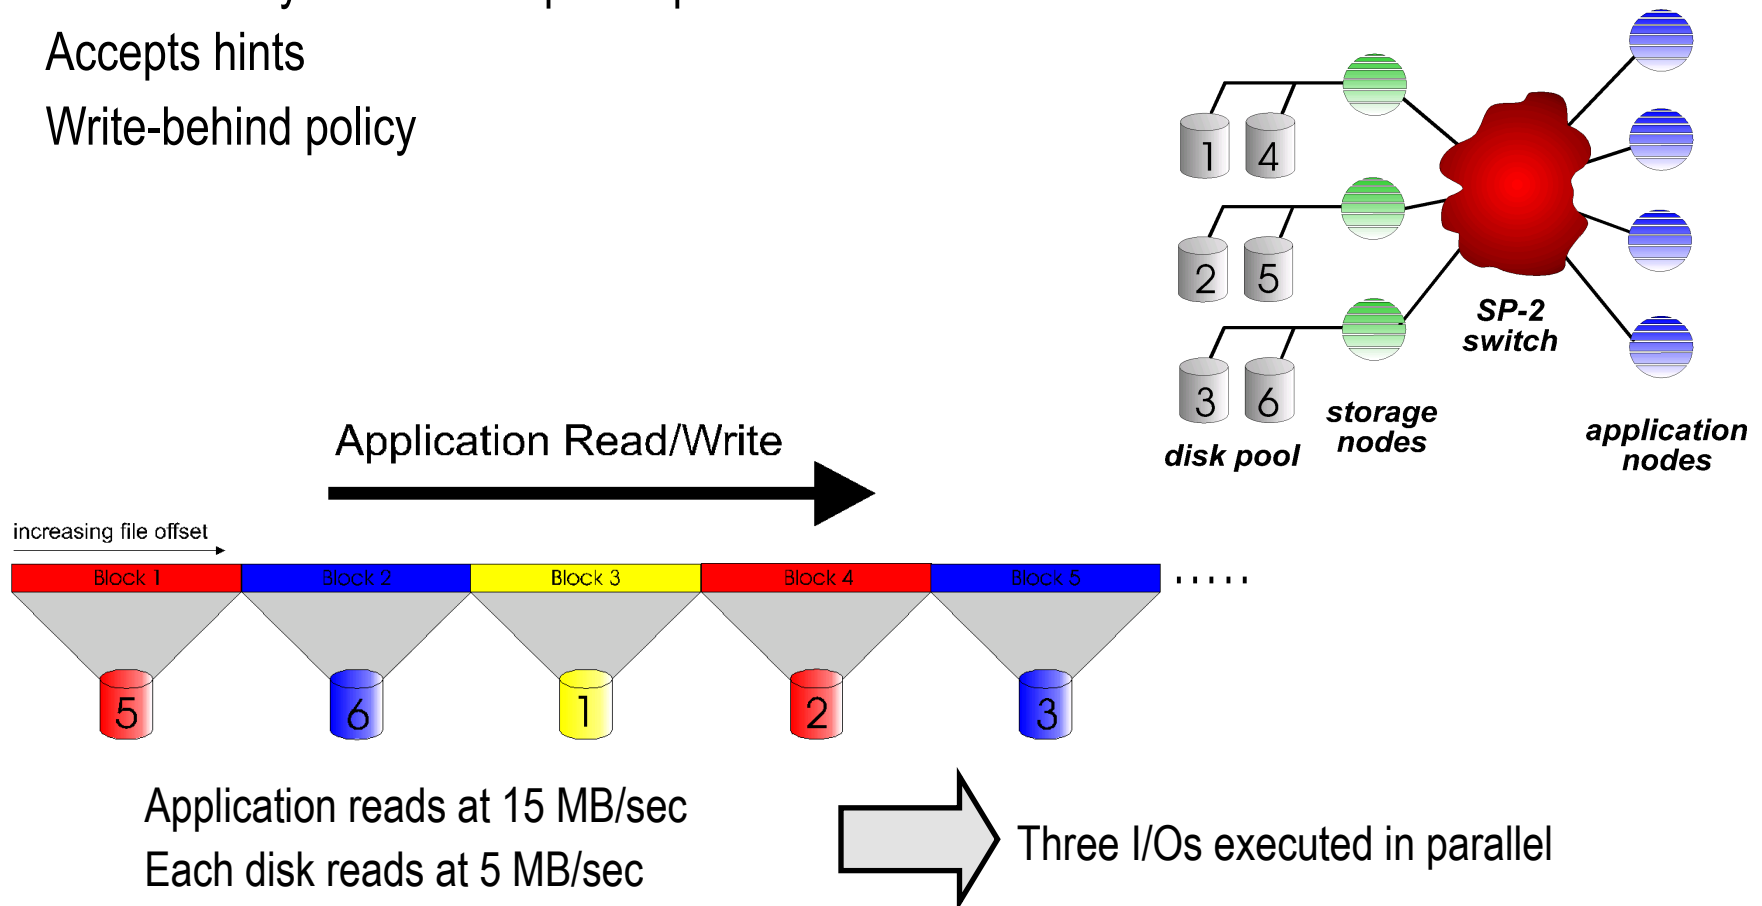 Accepts hints
Write-behind policy
1 4
2 5
3 6
SP-2
switch
storage
nodes
disk pool
application
nodes
Application Read/Write
increasing file offset
Block 1 Block 2 Block 3 Block 4 Block 5 .....
5 6 1 2 3
Application reads at 15 MB/sec
Each disk reads at 5 MB/sec
Three I/Os executed in parallel